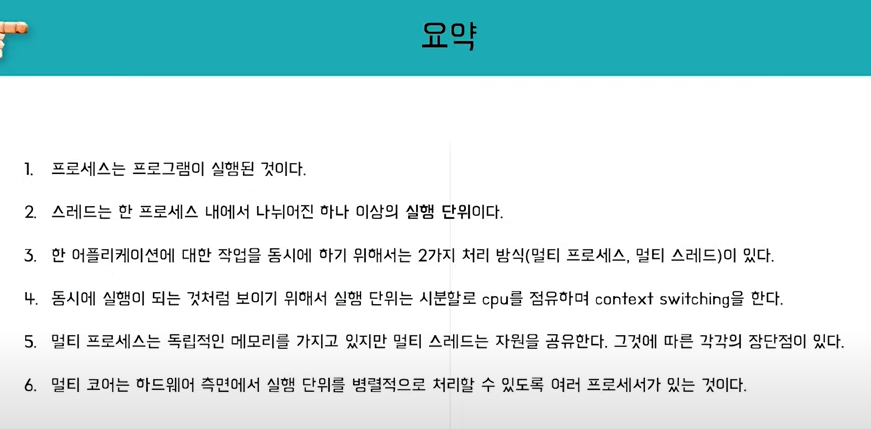 요약
1. 프로세스는 프로그램이 실행된 것이다.
2. 스레드는 한 프로세스 내에서 나뉘어진 하나 이상의 실행 단위이다.
3. 한 어플리케이션에 대한 작업을 동시에 하기 위해서는 2가지 처리 방식(멀티 프로세스, 멀티 스레드)이 있다.
4. 동시에 실행이 되는 것처럼 보이기 위해서 실행 단위는 시분할로 cpu를 점유하며 context switching을 한다.
5. 멀티 프로세스는 독립적인 메모리를 가지고 있지만 멀티 스레드는 자원을 공유한다. 그것에 따른 각각의 장단점이 있다.
6. 멀티 코어는 하드웨어 측면에서 실행 단위를 병렬적으로 처리할 수 있도록 여러 프로세서가 있는 것이다.